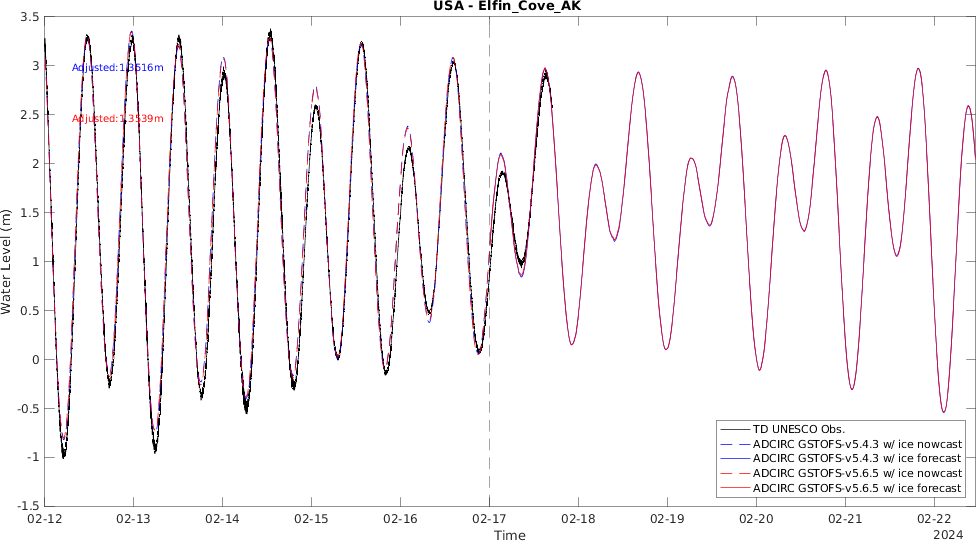 USA - Elfin_Cove_AK
3.5
3
2.5
2
1.5
1
0.5
0
-0.5
-1
-1.5
Water Level (m)
Adjusted:1.3616m
Adjusted:1.3539m
TD UNESCO Obs.
ADCIRC GSTOFS-v5.4.3 w/ ice nowcast
ADCIRC GSTOFS-v5.4.3 w/ ice forecast
ADCIRC GSTOFS-v5.6.5 w/ ice nowcast
ADCIRC GSTOFS-v5.6.5 w/ ice forecast
02-12 02-13 02-14 02-15 02-16 02-17 02-18 02-19 02-20 02-21 02-22
Time
2024